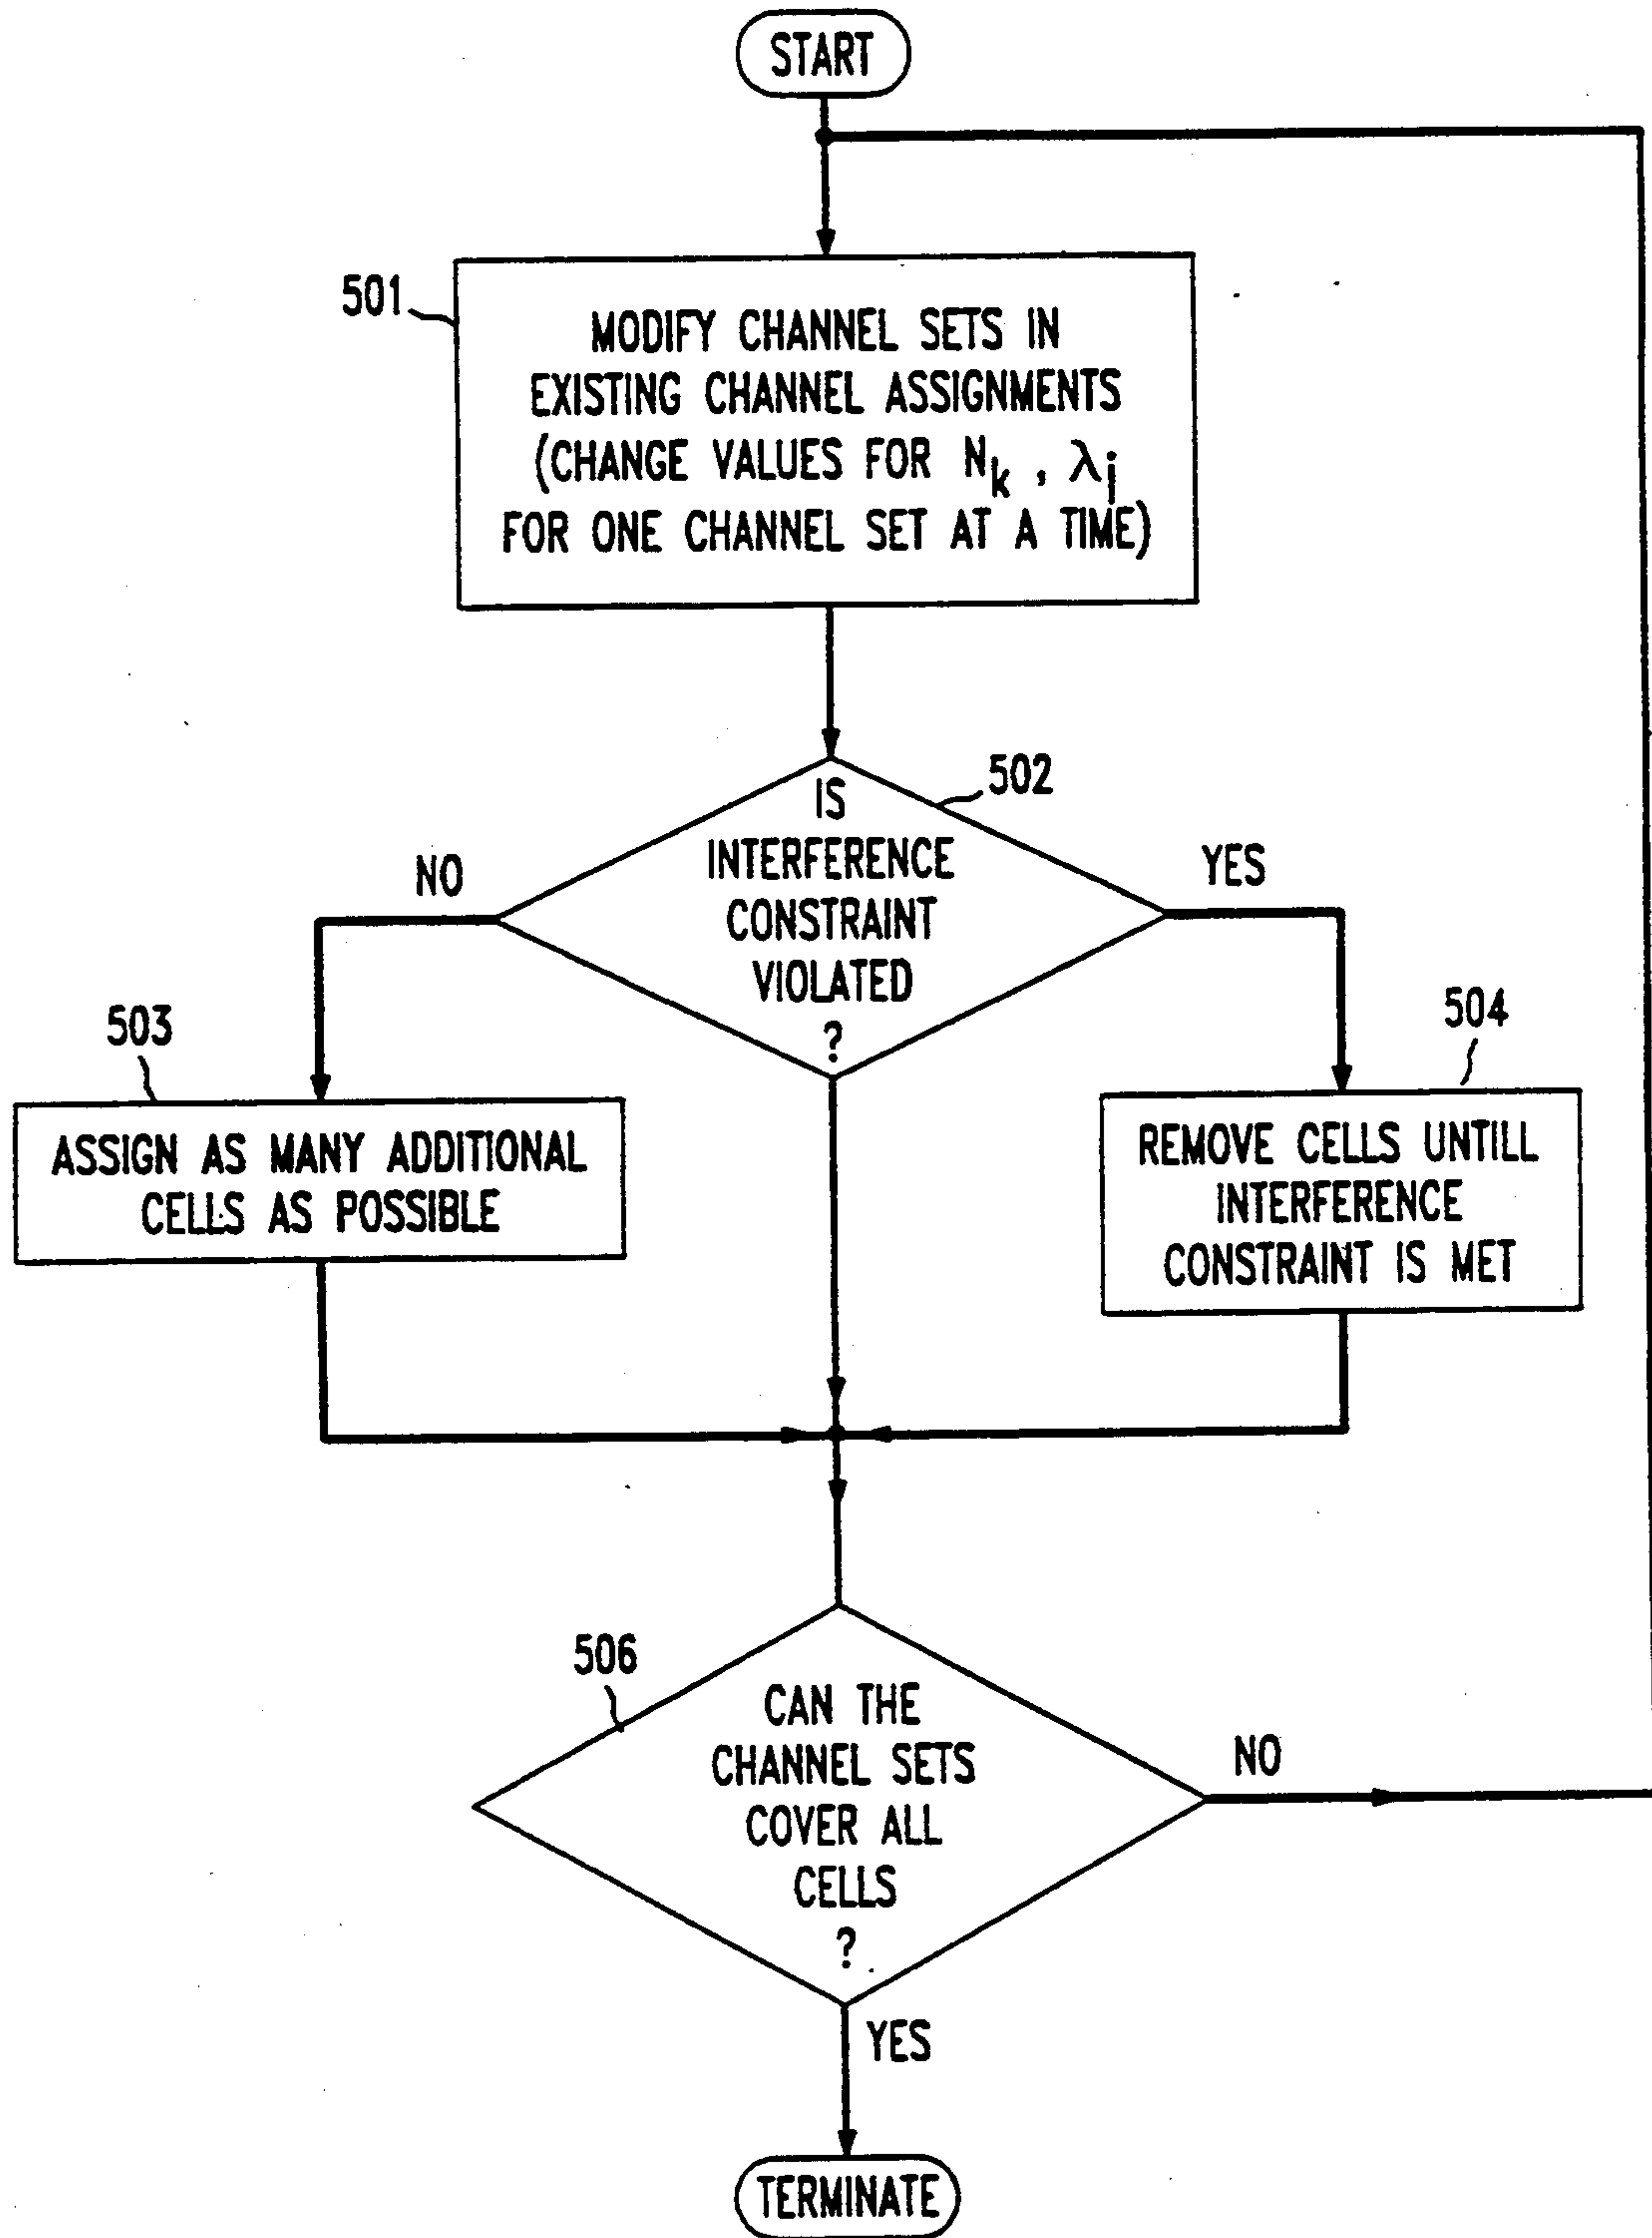 START
501
MODIFY CHANNEL SETS IN
EXISTING CHANNEL ASSIGNMENTS
(CHANGE VALUES FOR Nk , λj
FOR ONE CHANNEL SET AT A TIME)
502
IS
INTERFERENCE
CONSTRAINT
VIOLATED
?
NO
YES
503
ASSIGN AS MANY ADDITIONAL
CELLS AS POSSIBLE
504
REMOVE CELLS UNTILL
INTERFERENCE
CONSTRAINT IS MET
506
CAN THE
CHANNEL SETS
COVER ALL
CELLS
?
NO
YES
TERMINATE